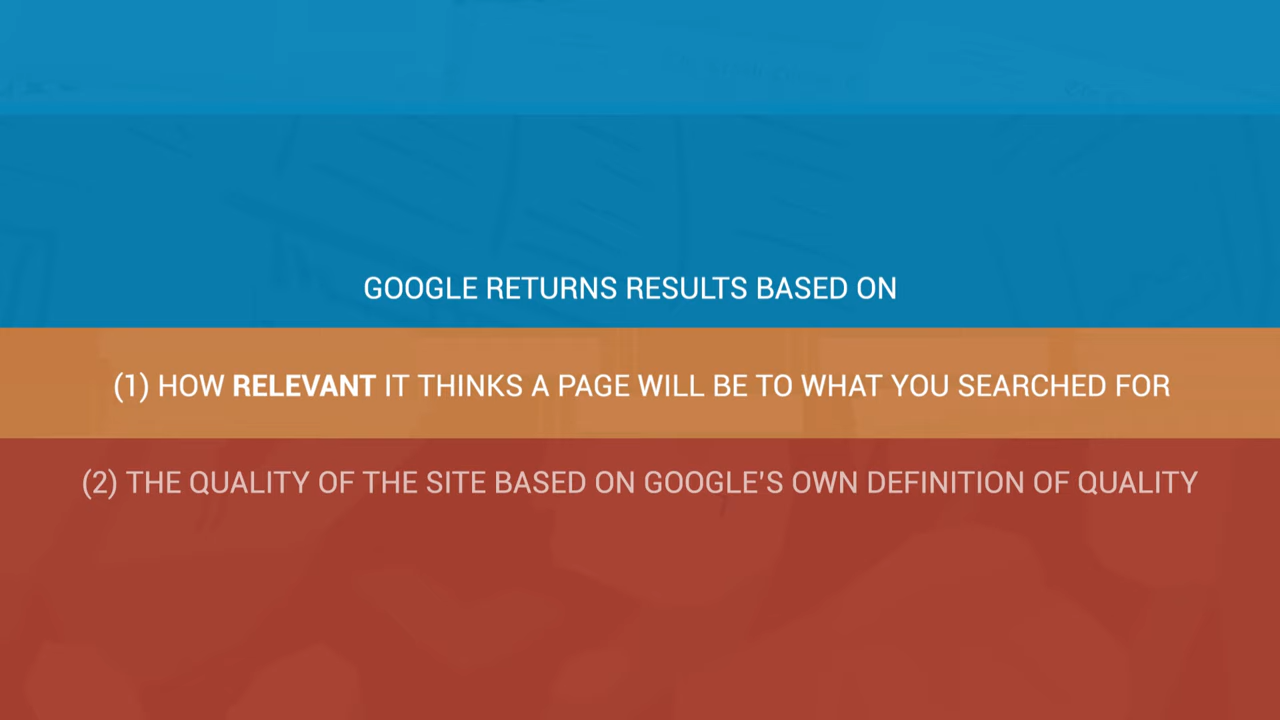 GOOGLE RETURNS RESULTS BASED ON
(1) HOW RELEVANT IT THINKS A PAGE WILL BE TO WHAT YOU SEARCHED FOR
(2) THE QUALITY OF THE SITE BASED ON GOOGLE'S OWN DEFINITION OF QUALITY